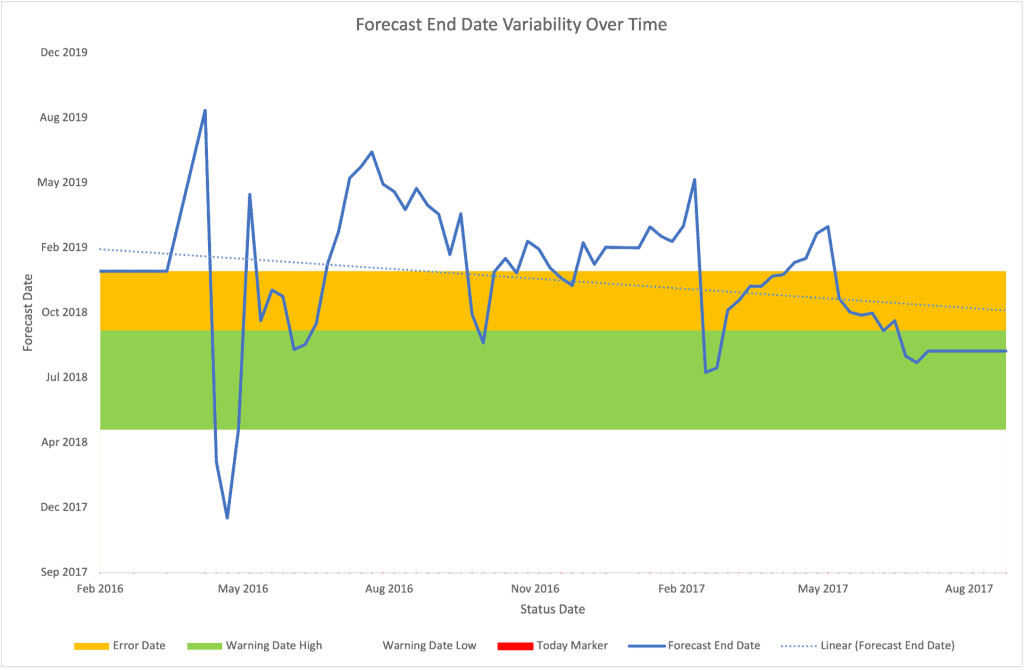 Forecast End Date Variability Over Time
Dec 2019
Aug 2019
May 2019
Feb 2019
Oct 2018
Jul 2018
Apr 2018
Dec 2017
Sep 2017
Forecast Date
Feb 2016 May 2016 Aug 2016 Nov 2016 Feb 2017 May 2017 Aug 2017
Status Date
Error Date Warning Date High Warning Date Low Today Marker Forecast End Date Linear (Forecast End Date)